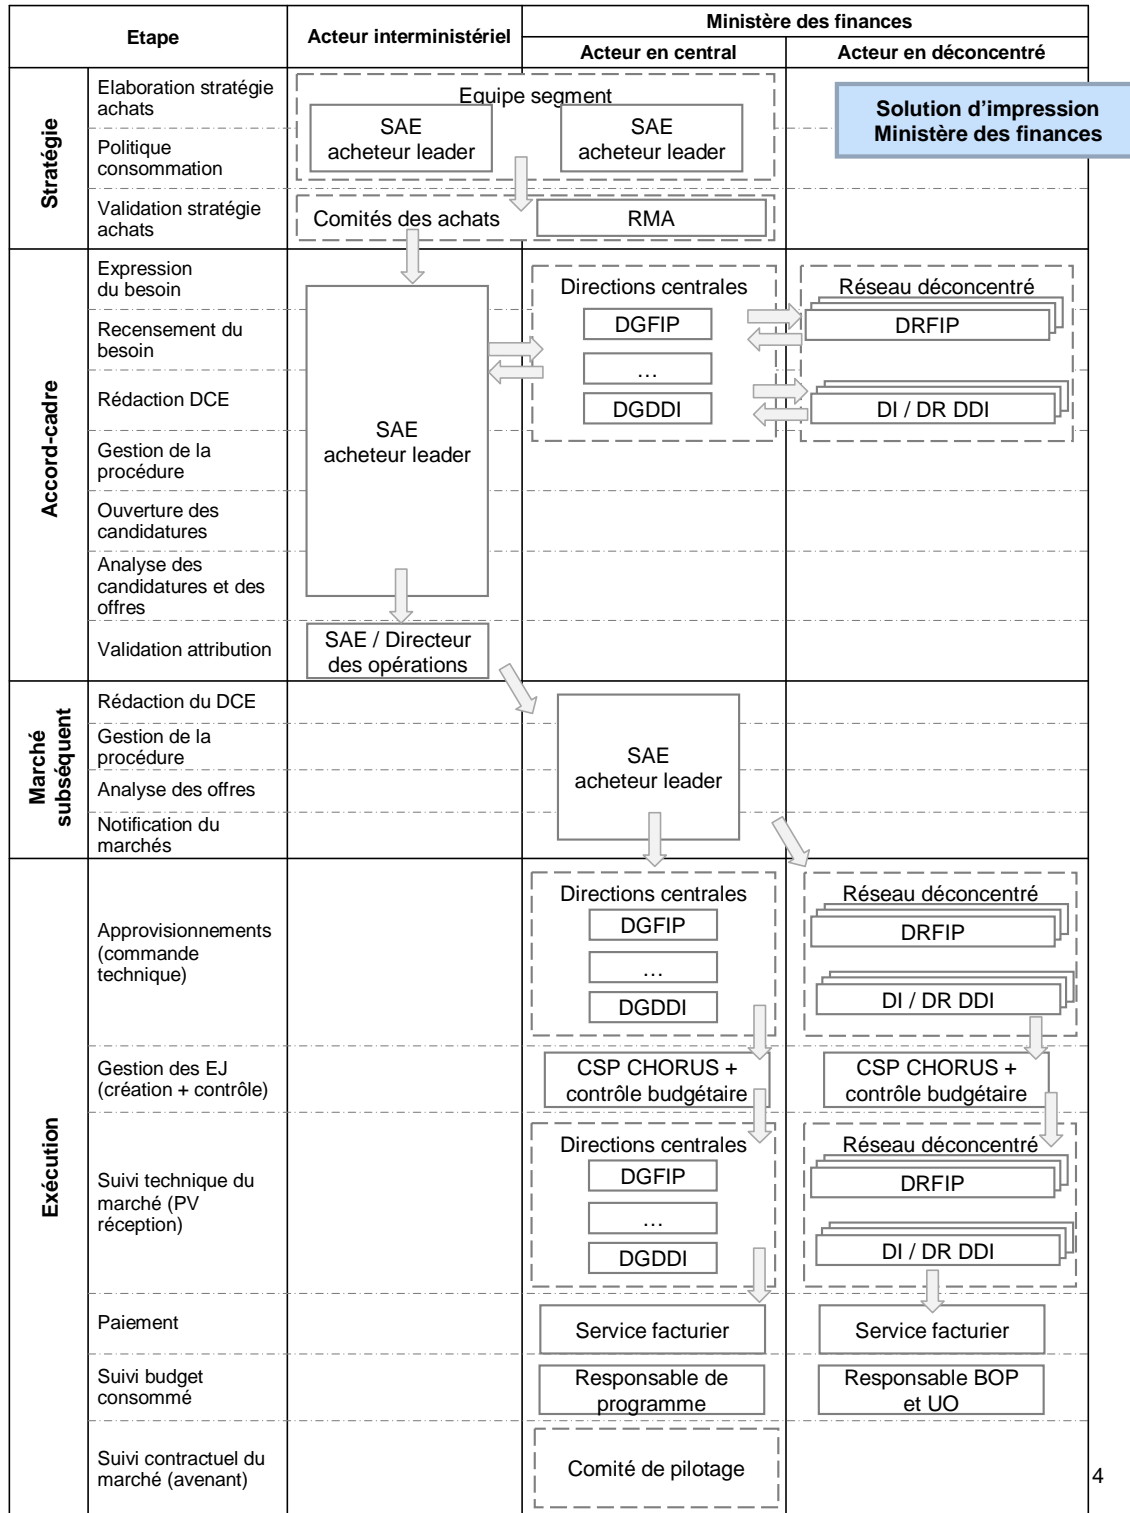 Etape
Acteur interministériel
Ministère des finances
Acteur en central
Acteur en déconcentré
Solution d’impression
Ministère des finances
Stratégie
Elaboration stratégie
achats
Politique
consommation
Validation stratégie
achats
Equipe segment
SAE
acheteur leader
SAE
acheteur leader
Comités des achats
RMA
Accord-cadre
Expression
du besoin
Recensement du
besoin
Rédaction DCE
Gestion de la
procédure
Ouverture des
candidatures
Analyse des
candidatures et des
offres
Validation attribution
SAE
acheteur leader
SAE / Directeur
des opérations
Directions centrales
DGFIP
…
DGDDI
Réseau déconcentré
DRFIP
DI / DR DDI
Marché
subséquent
Rédaction du DCE
Gestion de la
procédure
Analyse des offres
Notification du
marchés
SAE
acheteur leader
Exécution
Approvisionnements
(commande
technique)
Directions centrales
DGFIP
…
DGDDI
Réseau déconcentré
DRFIP
DI / DR DDI
Gestion des EJ
(création + contrôle)
CSP CHORUS +
contrôle budgétaire
CSP CHORUS +
contrôle budgétaire
Suivi technique du
marché (PV
réception)
Directions centrales
DGFIP
…
DGDDI
Réseau déconcentré
DRFIP
DI / DR DDI
Paiement
Service facturier
Service facturier
Suivi budget
consommé
Responsable de
programme
Responsable BOP
et UO
Suivi contractuel du
marché (avenant)
Comité de pilotage
4